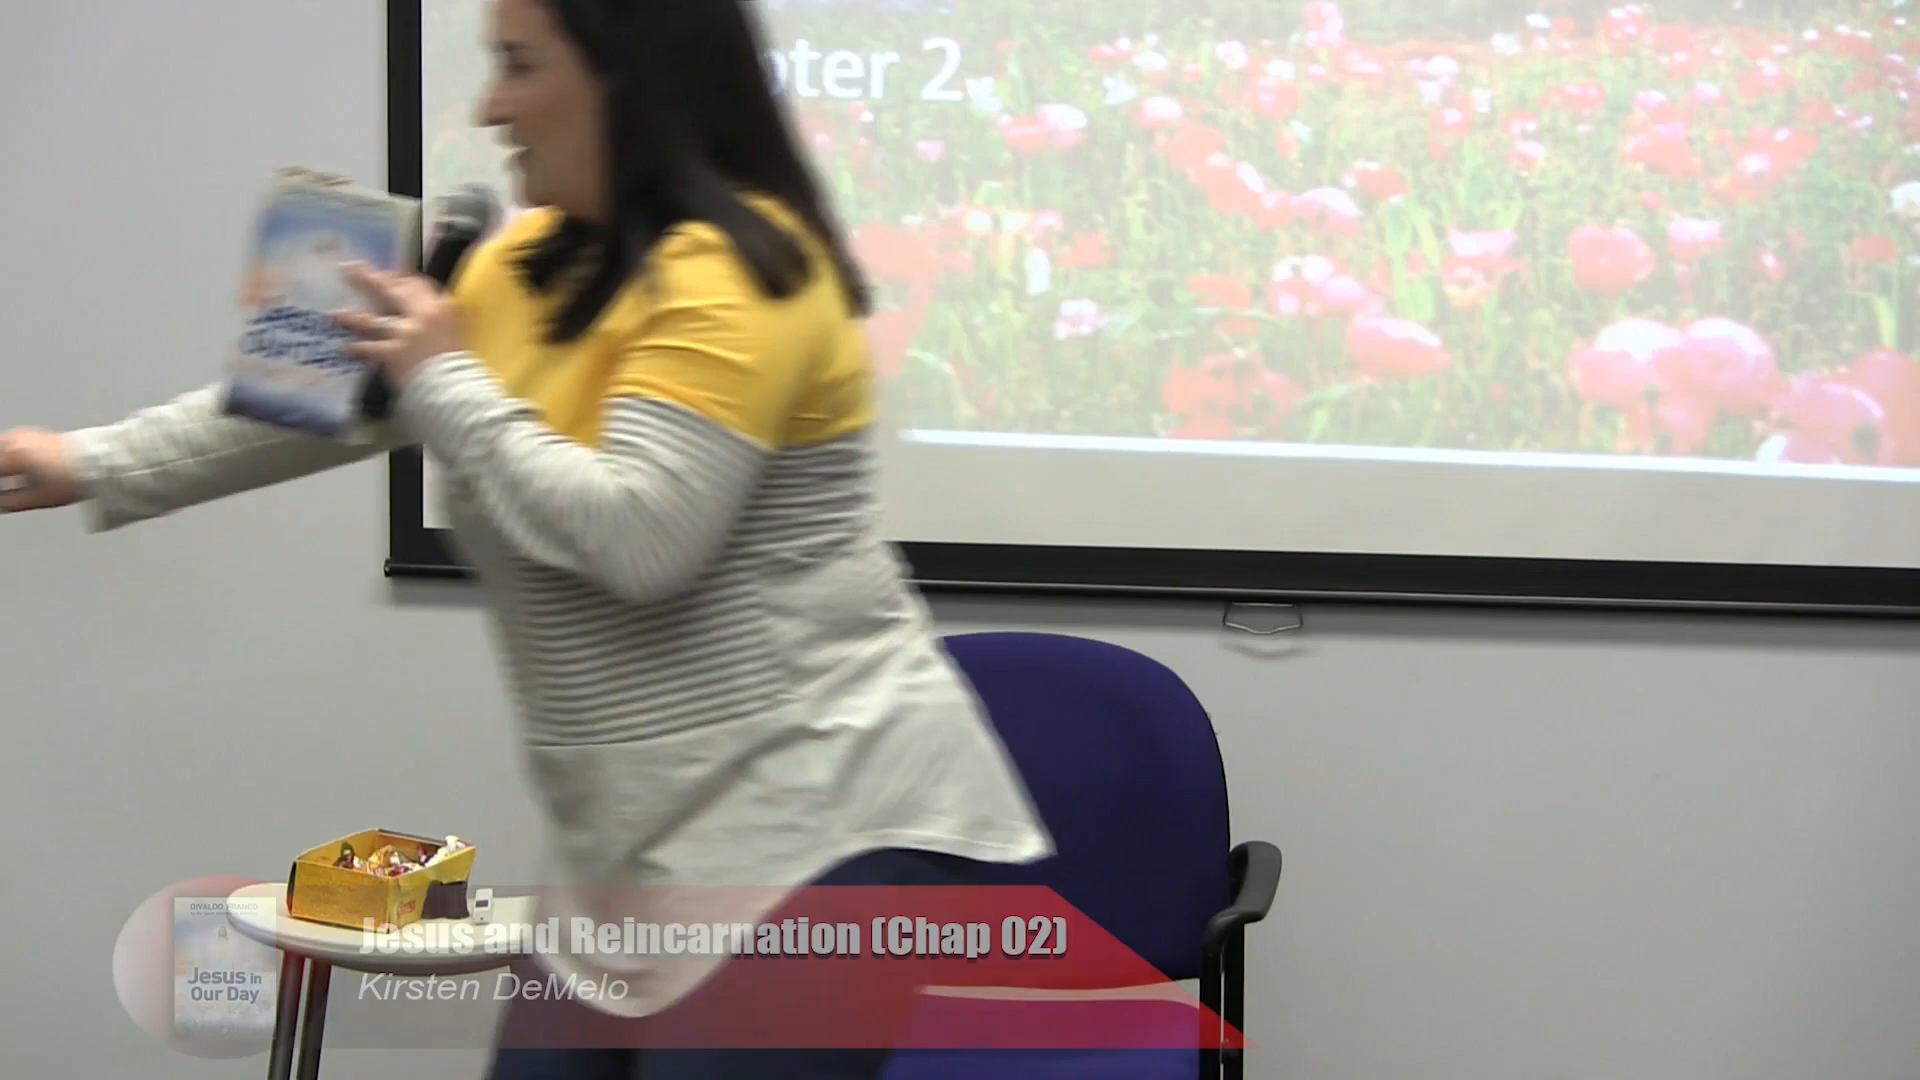 pter 2
Jesus and Reincarnation (Chap 02)
Kirsten DeMelo
DIVALDO FRANCO
Jesus in
Our Day